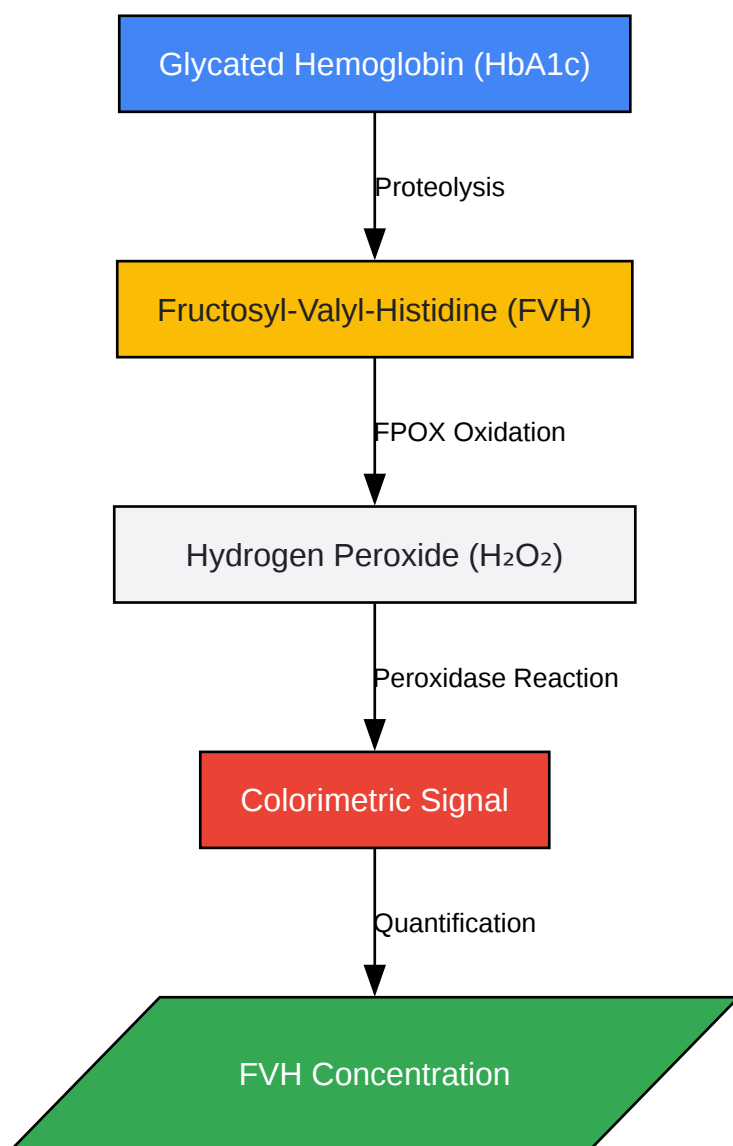 Glycated Hemoglobin (HbA1c)
Proteolysis
Fructosyl-Valyl-Histidine (FVH)
FPOX Oxidation
Hydrogen Peroxide (H₂O₂)
Peroxidase Reaction
Colorimetric Signal
Quantification
FVH Concentration